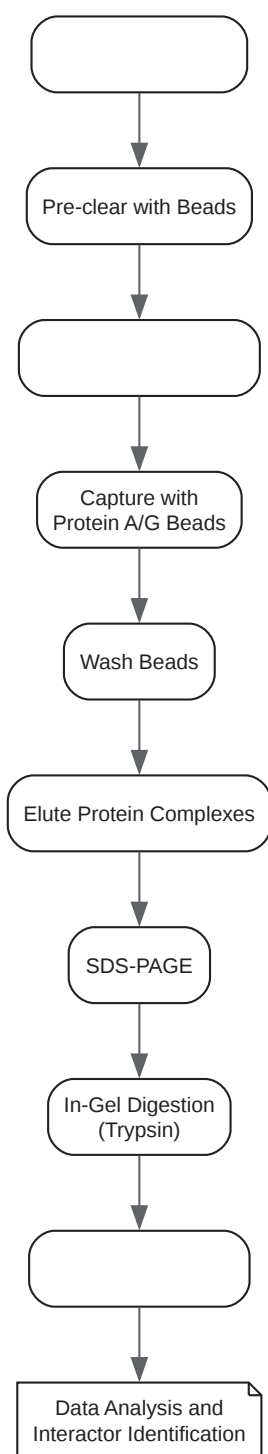 Pre-clear with Beads
Capture with
Protein A/G Beads
Wash Beads
Elute Protein Complexes
SDS-PAGE
In-Gel Digestion
(Trypsin)
Data Analysis and
Interactor Identification